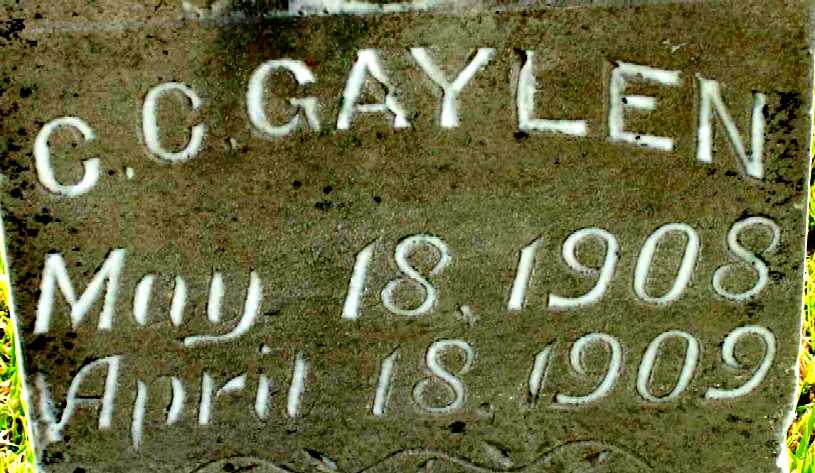 C. C. GAYLEN
May 18, 1908
April 18, 1909